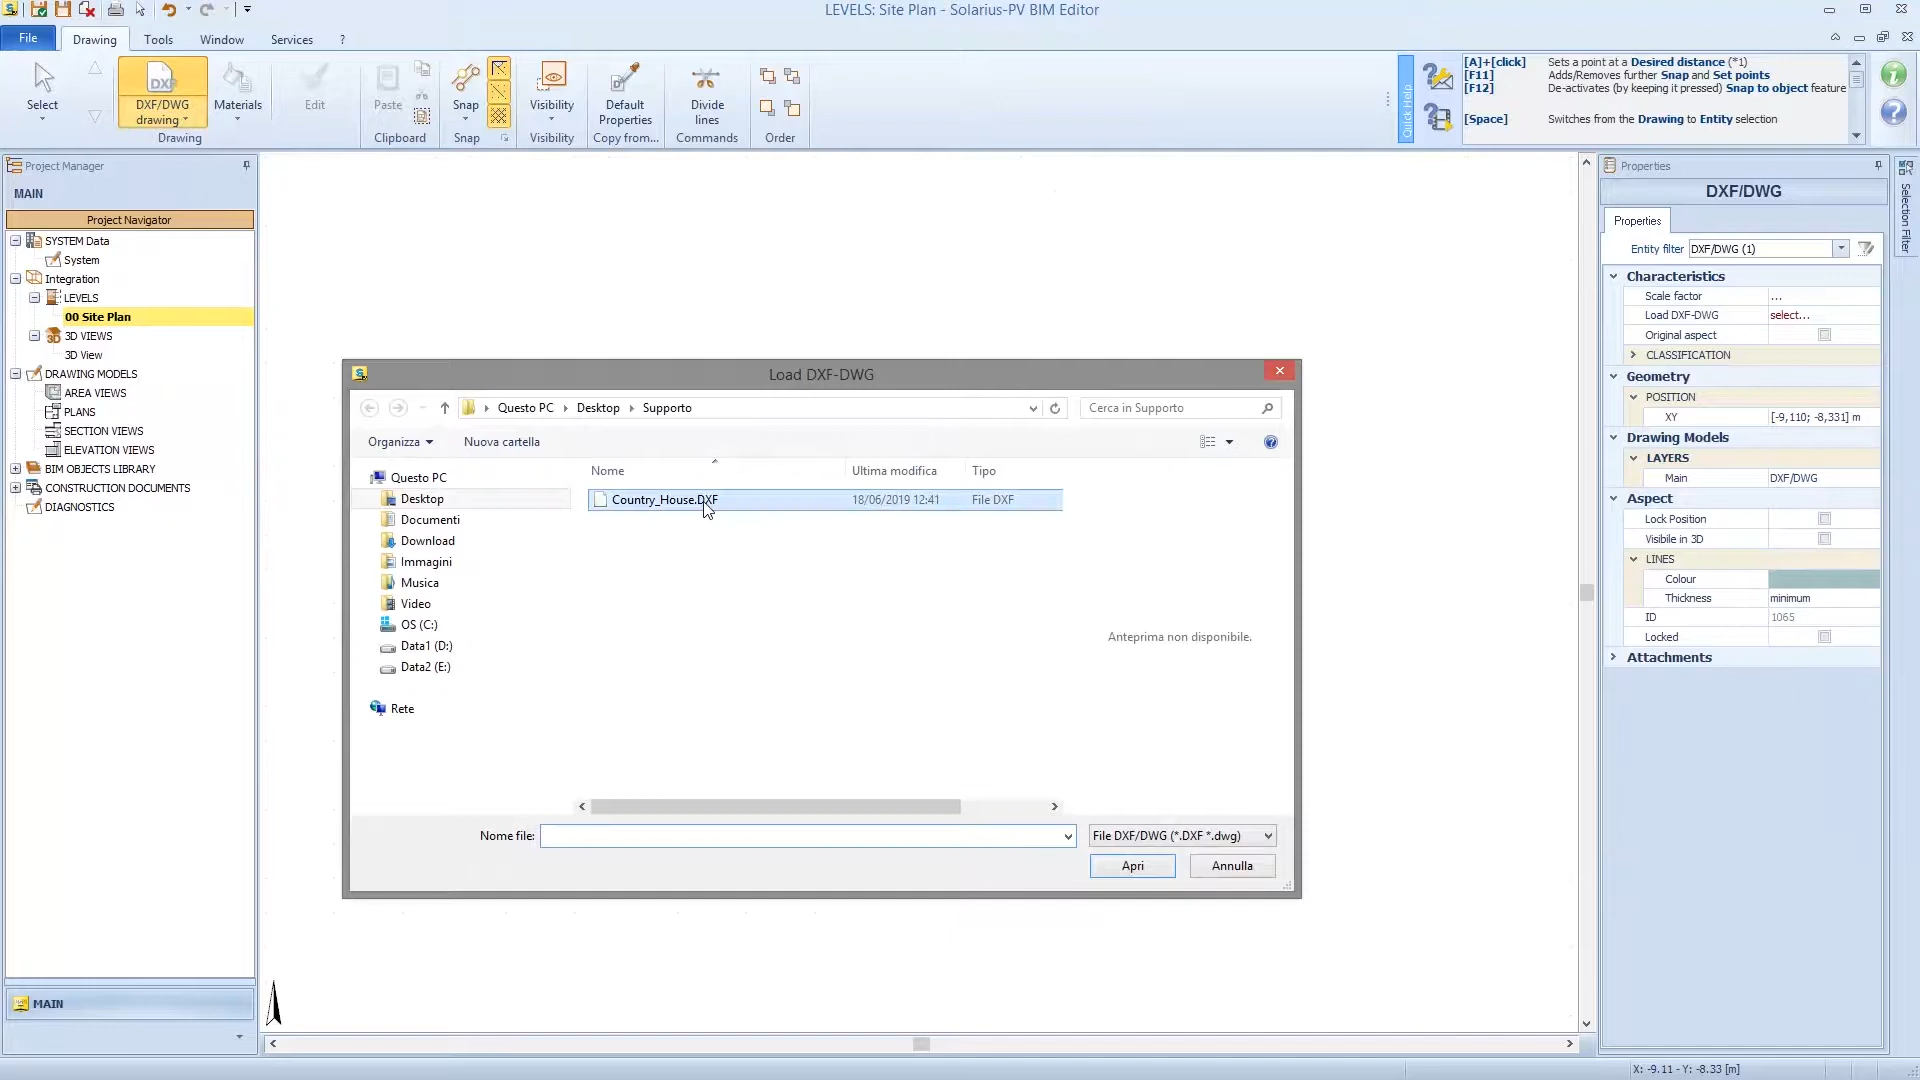 LEVELS: Site Plan - Solarius-PV BIM Editor
File
Drawing
Tools
Window
Services
?
Select
DXF
DXF/DWG drawing
Materials
Edit
Paste
Snap
Visibility
Default Properties
Divide lines
Drawing
Clipboard
Snap
Visibility
Copy from...
Commands
Order
Quick Help
[A]+[click] Sets a point at a Desired distance (*1)
[F11] Adds/Removes further Snap and Set points
[F12] De-activates (by keeping it pressed) Snap to object feature
[Space] Switches from the Drawing to Entity selection
Project Manager
MAIN
Project Navigator
SYSTEM Data
System
Integration
LEVELS
00 Site Plan
3D VIEWS
3D View
DRAWING MODELS
AREA VIEWS
PLANS
SECTION VIEWS
ELEVATION VIEWS
BIM OBJECTS LIBRARY
CONSTRUCTION DOCUMENTS
DIAGNOSTICS
MAIN
Load DXF-DWG
Questo PC
Desktop
Supporto
Cerca in Supporto
Organizza
Nuova cartella
Questo PC
Desktop
Documenti
Download
Immagini
Musica
Video
OS (C:)
Data1 (D:)
Data2 (E:)
Rete
Nome
Ultima modifica
Tipo
Country_House.DXF
18/06/2019 12:41
File DXF
Anteprima non disponibile.
Nome file:
File DXF/DWG (*.DXF *.dwg)
Apri
Annulla
Properties
DXF/DWG
Properties
Entity filter DXF/DWG (1)
Characteristics
Scale factor ...
Load DXF-DWG select...
Original aspect
CLASSIFICATION
Geometry
POSITION
XY [-9,110; -8,331] m
Drawing Models
LAYERS
Main DXF/DWG
Aspect
Lock Position
Visibile in 3D
LINES
Colour
Thickness minimum
ID 1065
Locked
Attachments
Selection Filter
X: -9.11 - Y: -8.33 [m]